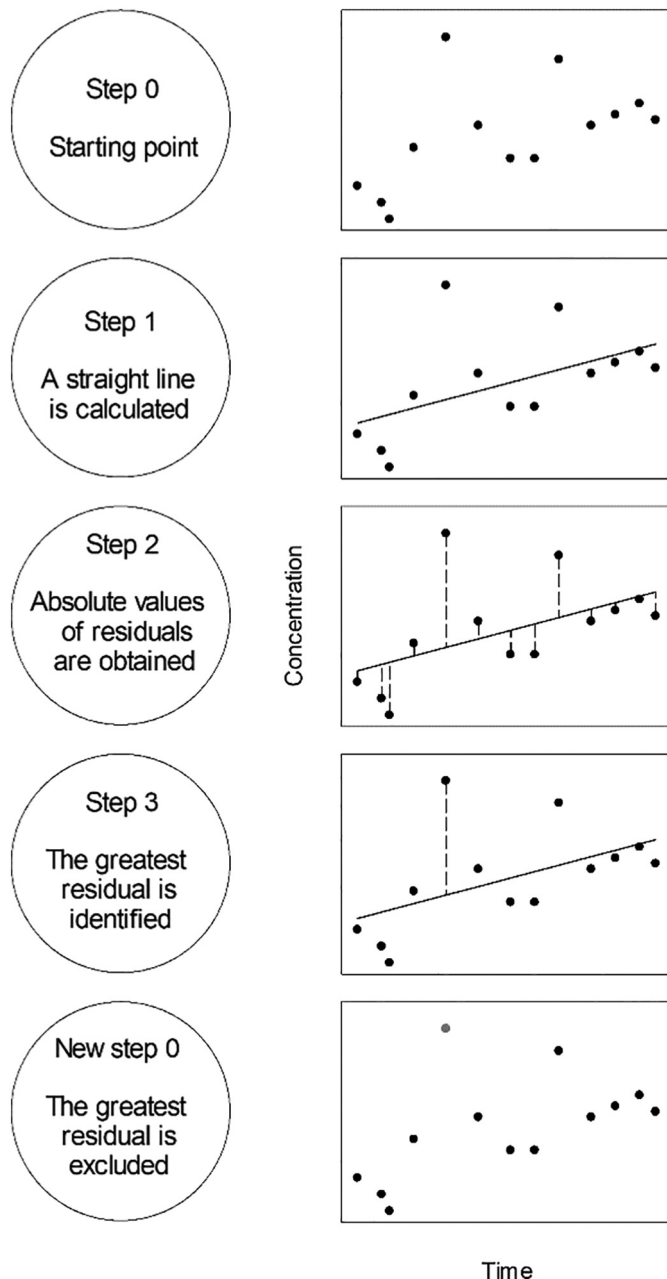 Step 0
Starting point
Step 1
A straight line
is calculated
Step 2
Absolute values
of residuals
are obtained
Concentration
Step 3
The greatest
residual is
identified
New step 0
The greatest
residual is
excluded
Time